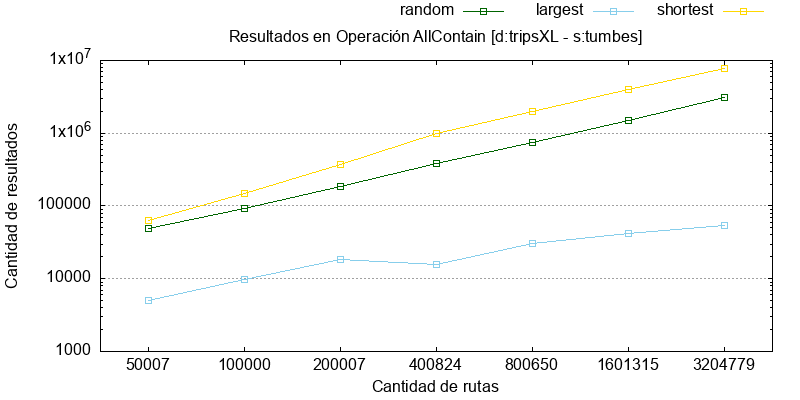 random largest shortest
Resultados en Operación AllContain [d:tripsXL - s:tumbes]
1x10^7
1x10^6
100000
10000
1000
Cantidad de resultados
50007 100000 200007 400824 800650 1601315 3204779
Cantidad de rutas